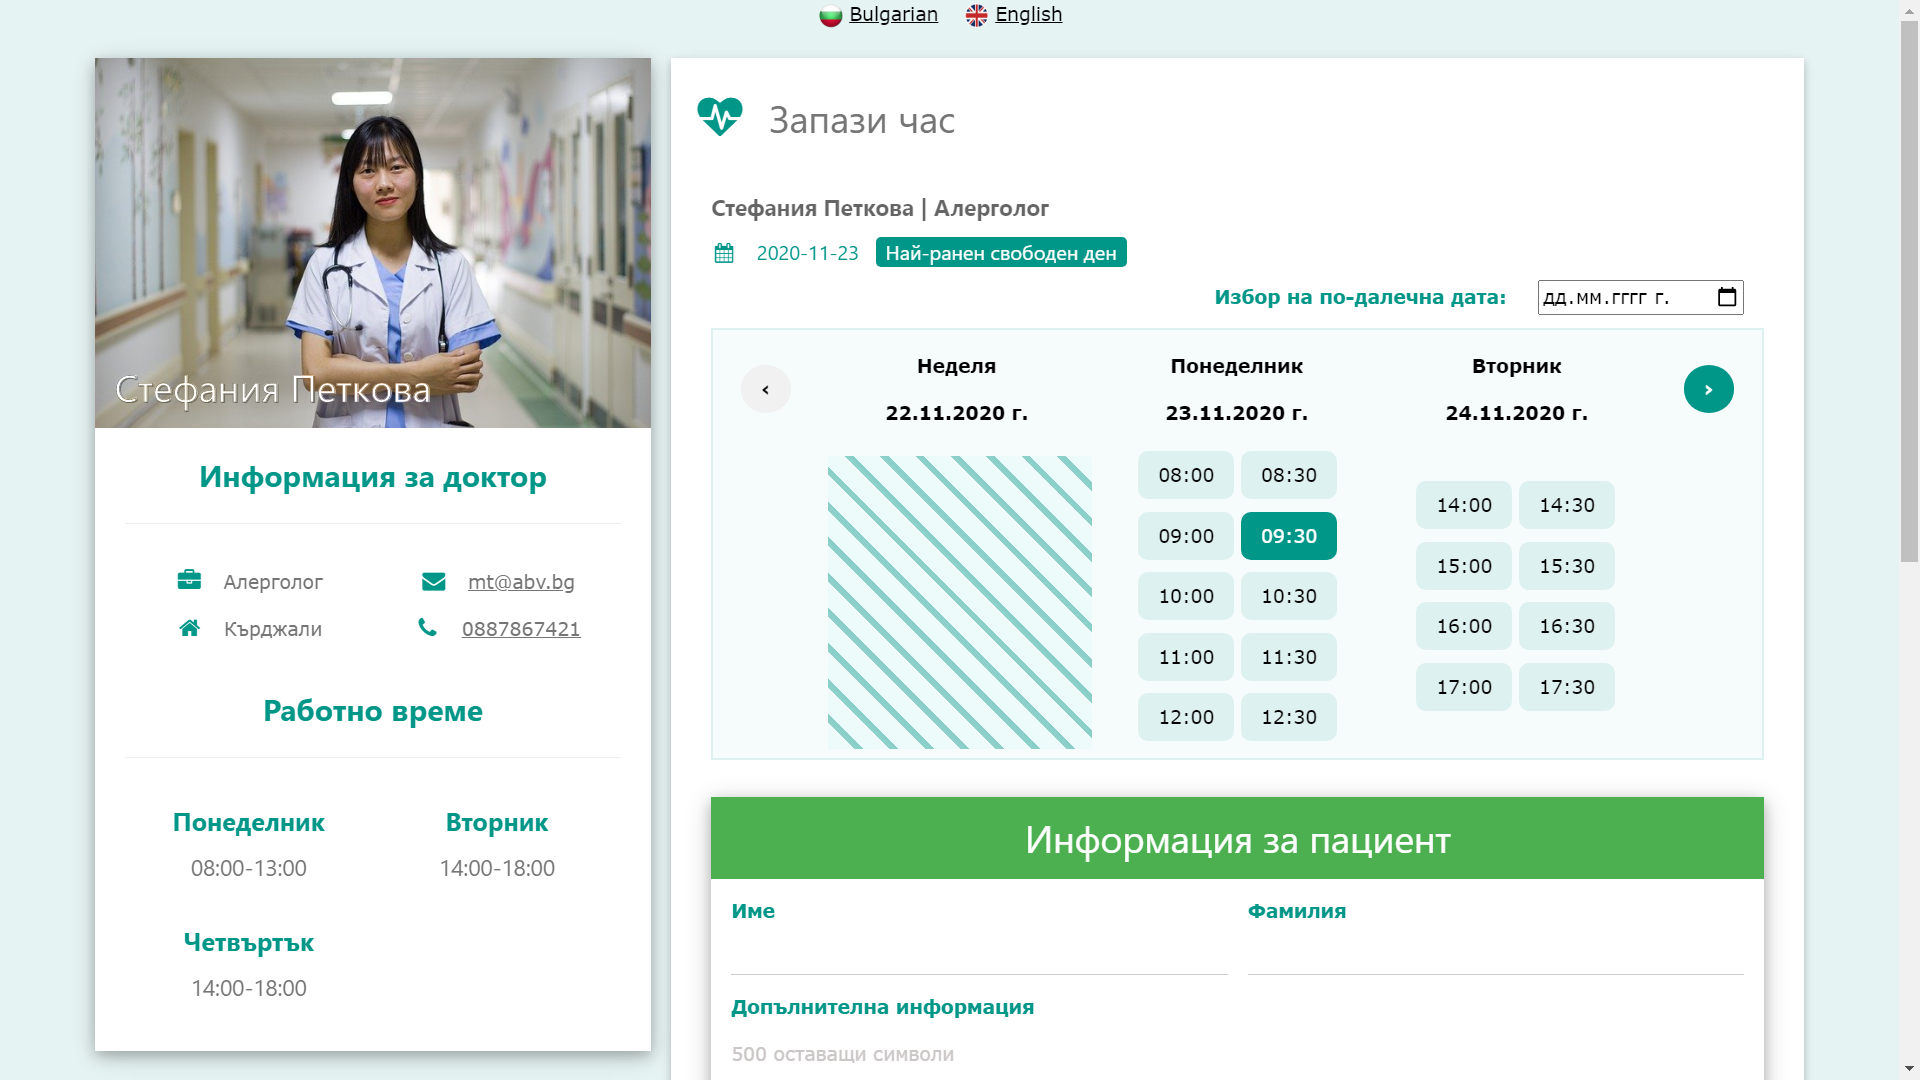 Bulgarian English
Стефания Петкова
Информация за доктор
Алерголог mt@abv.bg
Кърджали 0887867421
Работно време
Понеделник Вторник
08:00-13:00 14:00-18:00
Четвъртък
14:00-18:00
Запази час
Стефания Петкова | Алерголог
2020-11-23 Най-ранен свободен ден
Избор на по-далечна дата: дд.мм.гггг г.
‹ Неделя Понеделник Вторник ›
22.11.2020 г. 23.11.2020 г. 24.11.2020 г.
08:00 08:30
14:00 14:30
09:00 09:30
15:00 15:30
10:00 10:30
16:00 16:30
11:00 11:30
17:00 17:30
12:00 12:30
Информация за пациент
Име Фамилия
Допълнителна информация
500 оставащи символи